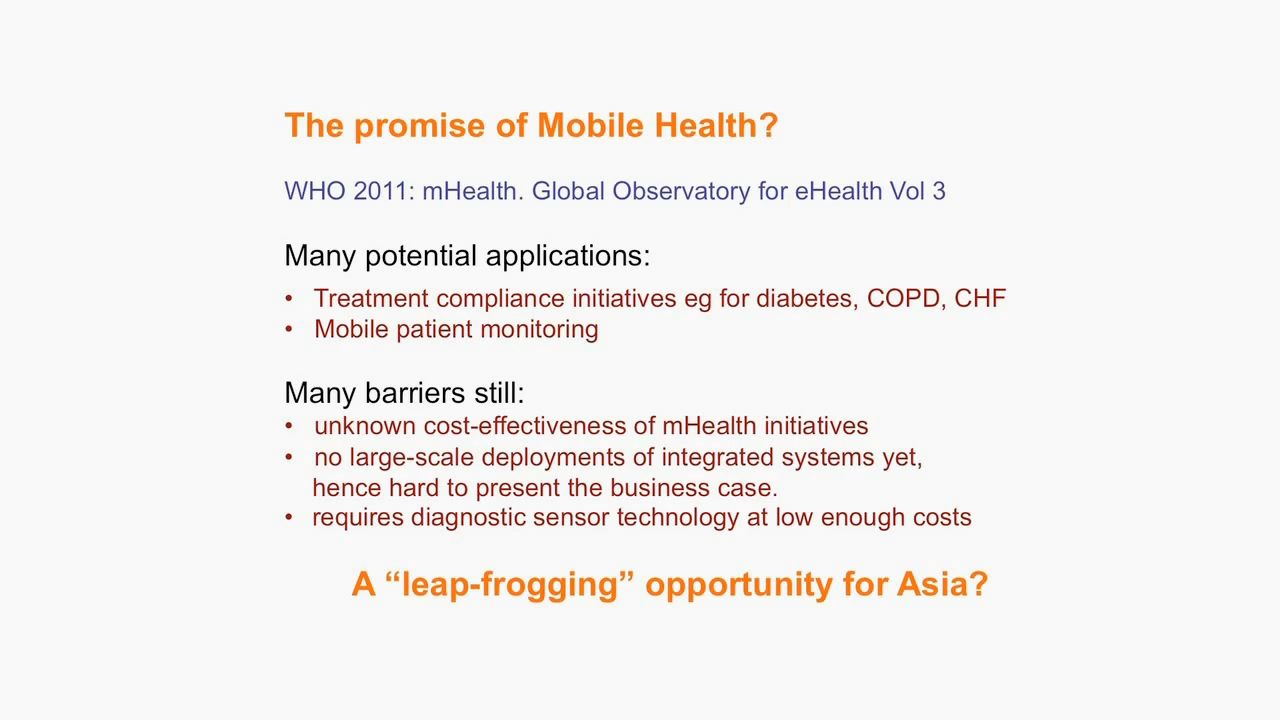 The promise of Mobile Health?
WHO 2011: mHealth. Global Observatory for eHealth Vol 3
Many potential applications:
• Treatment compliance initiatives eg for diabetes, COPD, CHF
• Mobile patient monitoring
Many barriers still:
• unknown cost-effectiveness of mHealth initiatives
• no large-scale deployments of integrated systems yet,
hence hard to present the business case.
• requires diagnostic sensor technology at low enough costs
A “leap-frogging” opportunity for Asia?